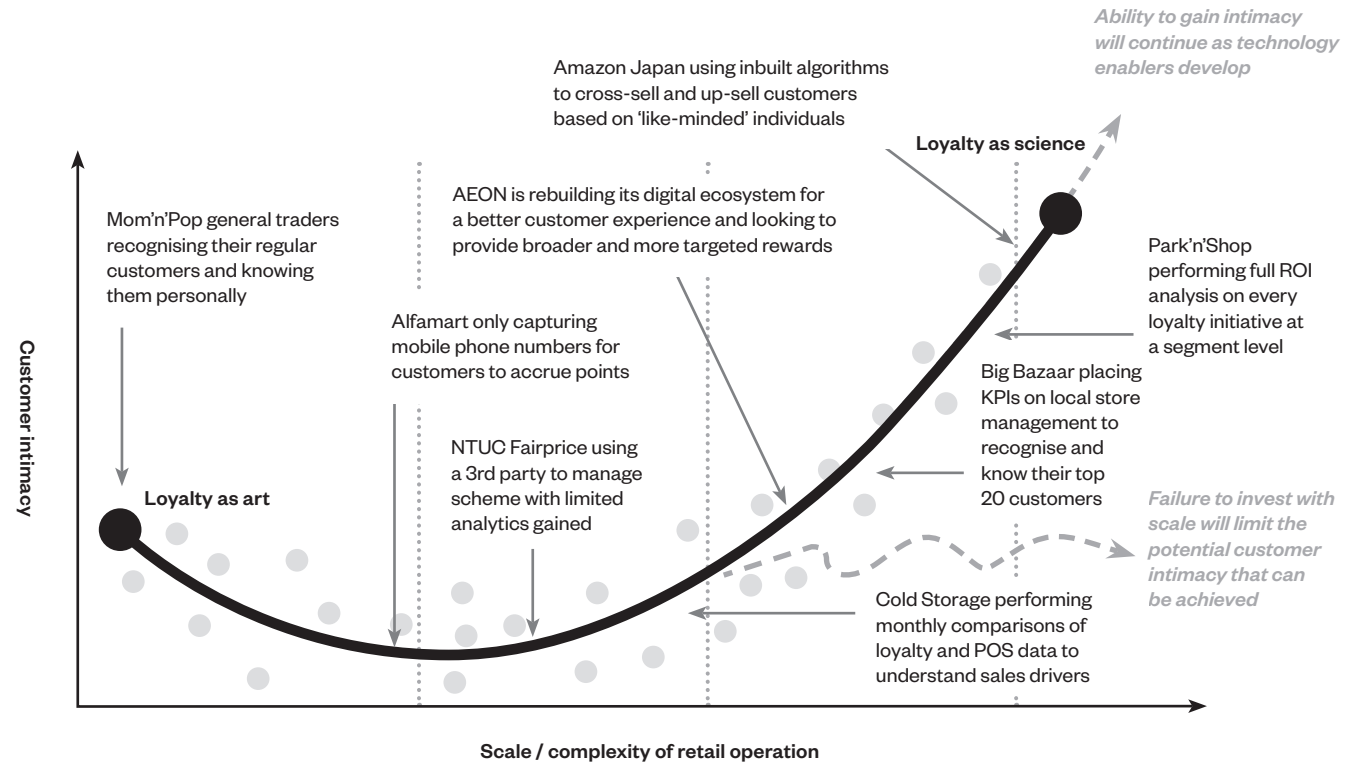 Ability to gain intimacy
will continue as technology
enablers develop
Amazon Japan using inbuilt algorithms
to cross-sell and up-sell customers
based on ‘like-minded’ individuals
Loyalty as science
AEON is rebuilding its digital ecosystem for
a better customer experience and looking to
provide broader and more targeted rewards
Mom’n’Pop general traders
recognising their regular
customers and knowing
them personally
Park’n’Shop
performing full ROI
analysis on every
loyalty initiative at
a segment level
Alfamart only capturing
mobile phone numbers for
customers to accrue points
Big Bazaar placing
KPIs on local store
management to
recognise and
know their top
20 customers
Customer intimacy
NTUC Fairprice using
a 3rd party to manage
scheme with limited
analytics gained
Loyalty as art
Failure to invest with
scale will limit the
potential customer
intimacy that can
be achieved
Cold Storage performing
monthly comparisons of
loyalty and POS data to
understand sales drivers
Scale / complexity of retail operation